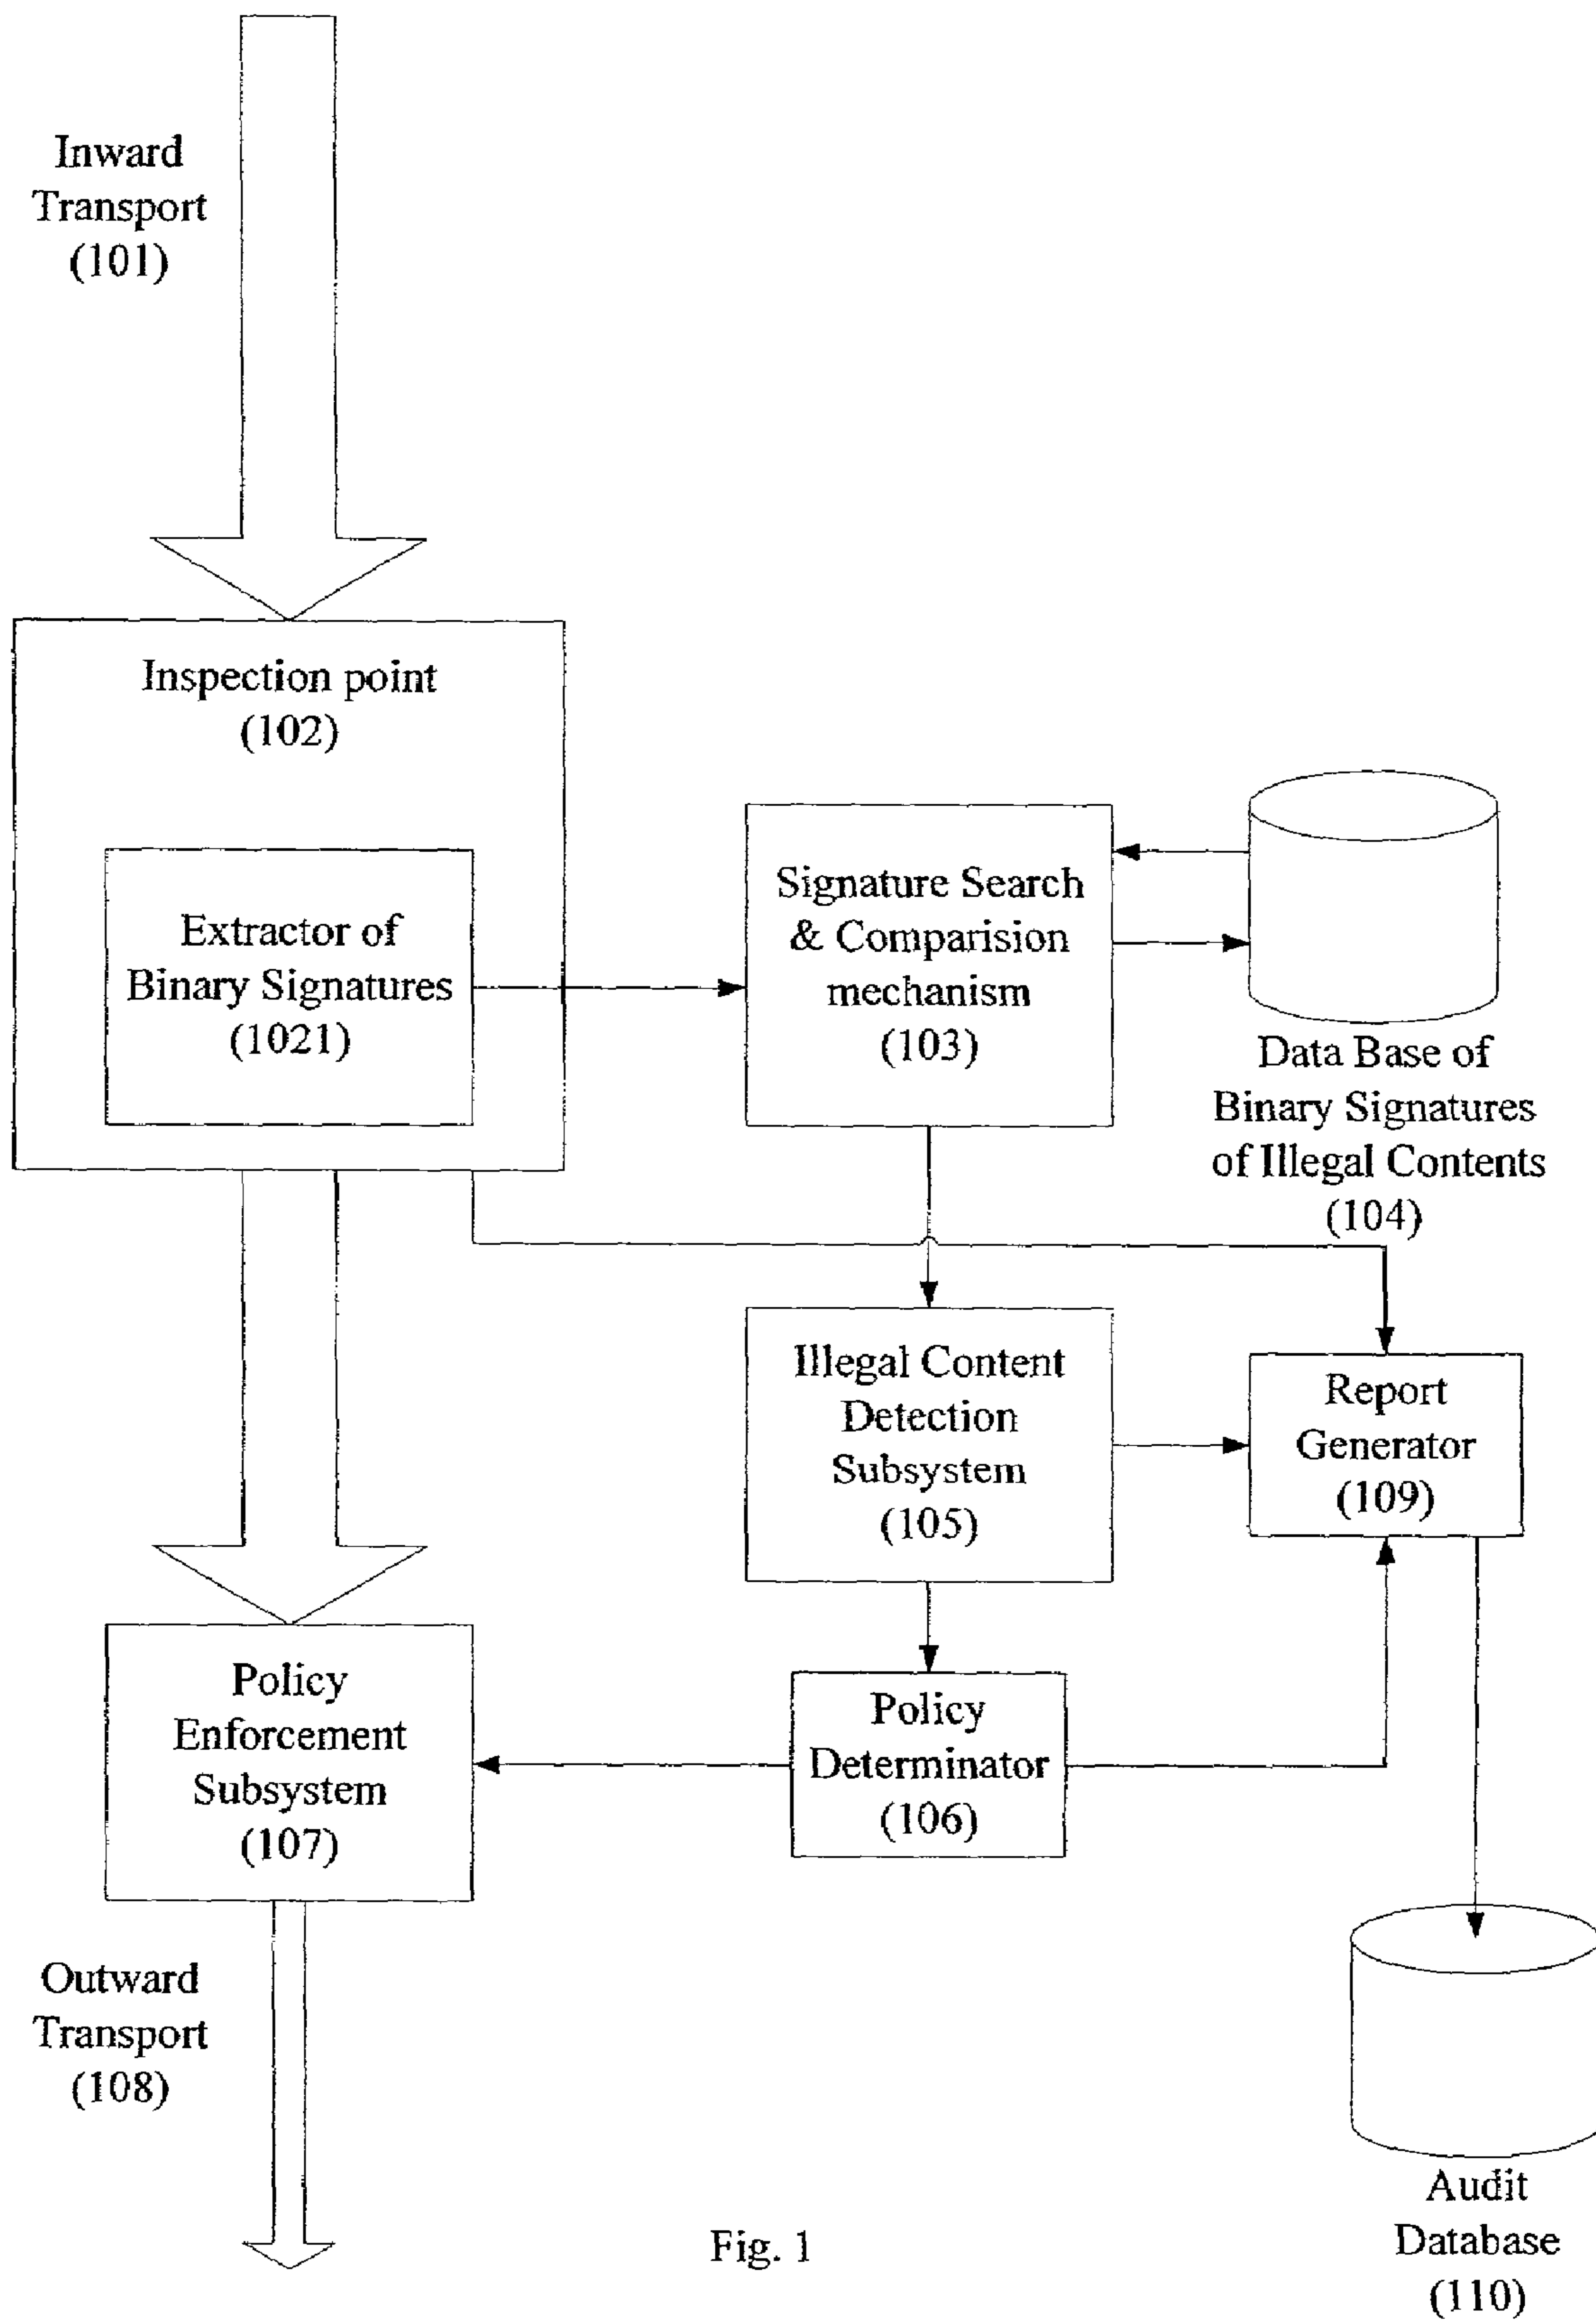 Inward
Transport
(101)
Inspection point
(102)
Extractor of
Binary Signatures
(1021)
Signature Search
& Comparision
mechanism
(103)
Data Base of
Binary Signatures
of Illegal Contents
(104)
Illegal Content
Detection
Subsystem
(105)
Report
Generator
(109)
Policy
Enforcement
Subsystem
(107)
Policy
Determinator
(106)
Outward
Transport
(108)
Audit
Database
(110)
Fig. 1